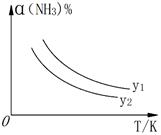 α(NH₃)%
y₁
y₂
O
T/K